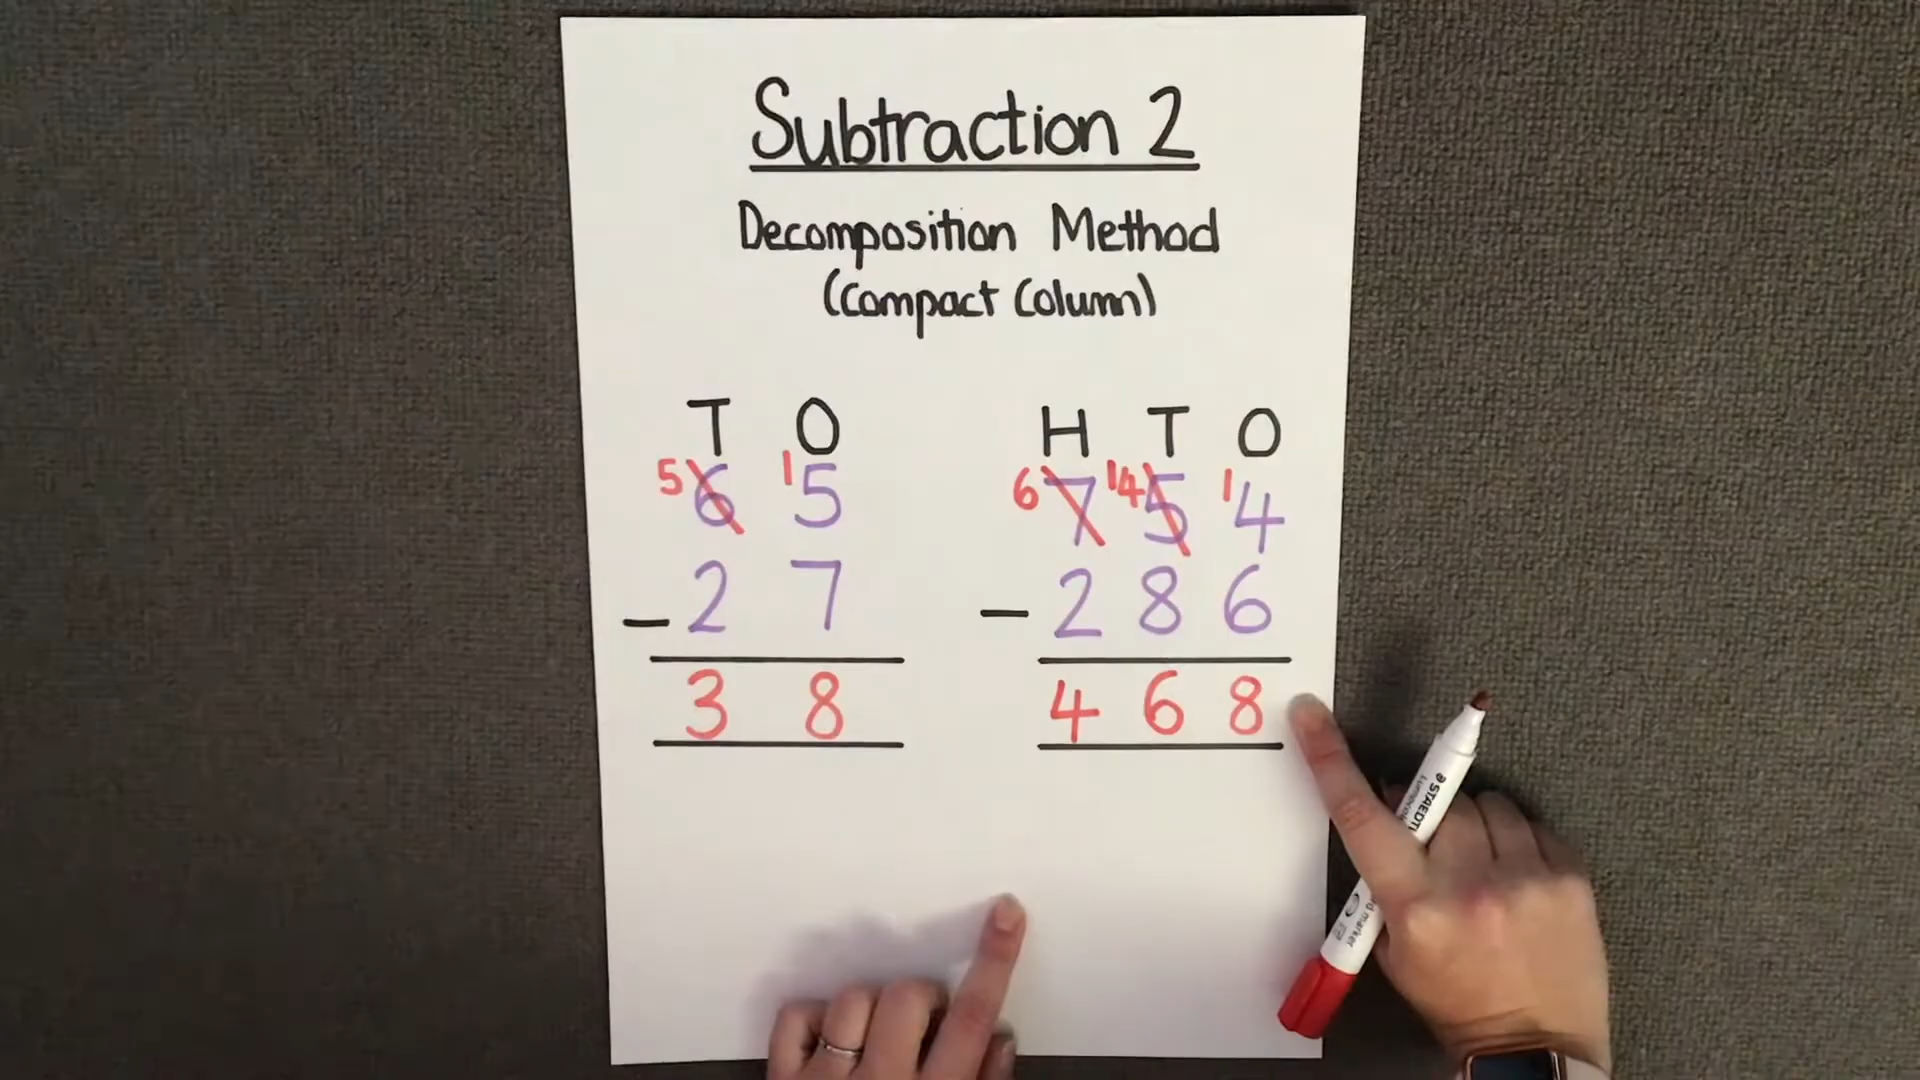 Subtraction 2
Decomposition Method
(Compact Column)
T O
5 6 1 5
- 2 7
3 8
H T O
6 7 14 5 1 4
- 2 8 6
4 6 8
STAEDTL